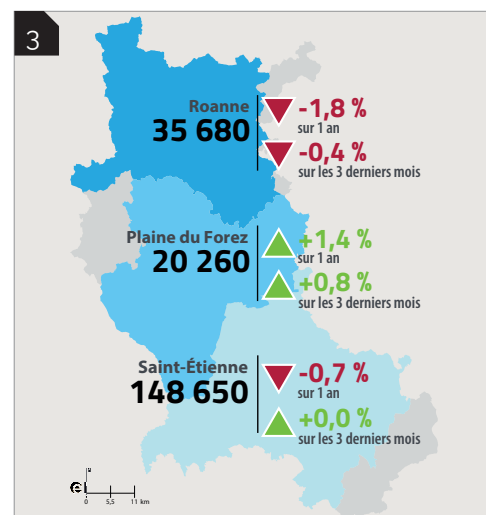 3
Roanne
35 680
-1,8 %
sur 1 an
-0,4 %
sur les 3 derniers mois
Plaine du Forez
20 260
+1,4 %
sur 1 an
+0,8 %
sur les 3 derniers mois
Saint-Étienne
148 650
-0,7 %
sur 1 an
+0,0 %
sur les 3 derniers mois
0 5,5 11 km